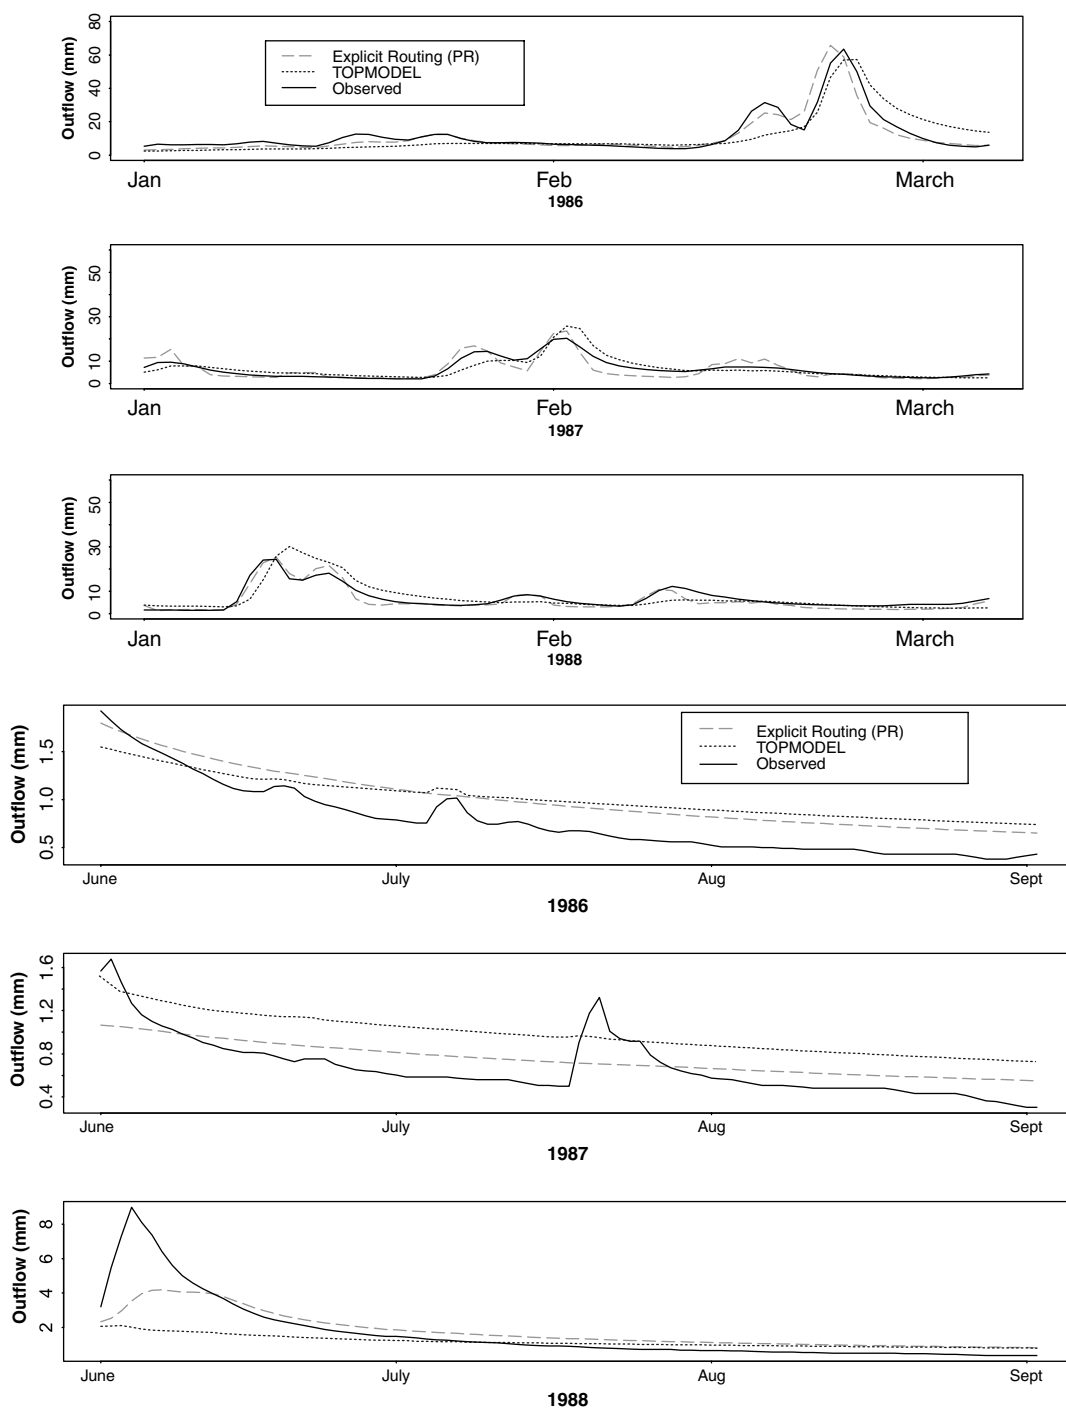 Outflow (mm)
80
60
40
20
0
Explicit Routing (PR)
TOPMODEL
Observed
Jan Feb March
1986
Outflow (mm)
50
30
10
0
Jan Feb March
1987
Outflow (mm)
50
30
10
0
Jan Feb March
1988
Outflow (mm)
1.5
1.0
0.5
Explicit Routing (PR)
TOPMODEL
Observed
June July Aug Sept
1986
Outflow (mm)
1.6
1.2
0.8
0.4
June July Aug Sept
1987
Outflow (mm)
8
6
4
2
June July Aug Sept
1988